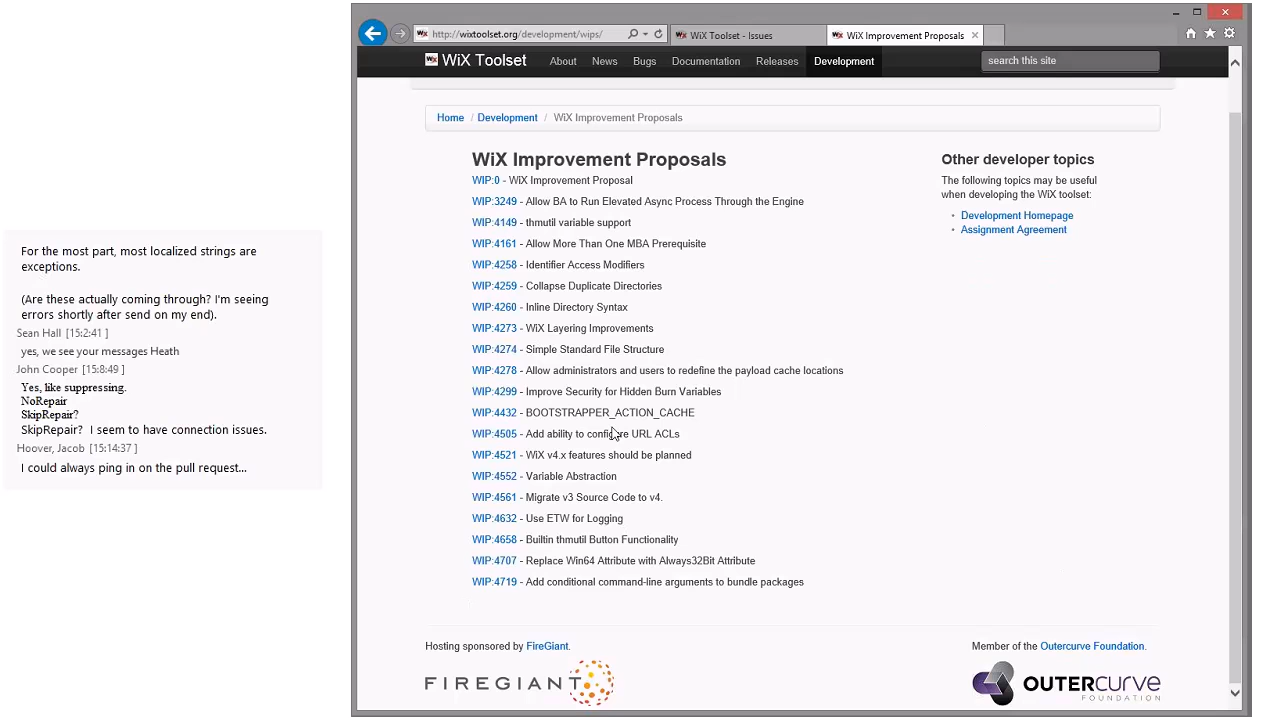 For the most part, most localized strings are
exceptions.
(Are these actually coming through? I'm seeing
errors shortly after send on my end).
Sean Hall [15:2:41 ]
yes, we see your messages Heath
John Cooper [15:8:49 ]
Yes, like suppressing.
NoRepair
SkipRepair?
SkipRepair?  I seem to have connection issues.
Hoover, Jacob [15:14:37 ]
I could always ping in on the pull request...
http://wixtoolset.org/development/wips/
WiX Toolset - Issues
WiX Improvement Proposals
WiX Toolset
About
News
Bugs
Documentation
Releases
Development
search this site
Home / Development / WiX Improvement Proposals
WiX Improvement Proposals
WIP:0 - WiX Improvement Proposal
WIP:3249 - Allow BA to Run Elevated Async Process Through the Engine
WIP:4149 - thmutil variable support
WIP:4161 - Allow More Than One MBA Prerequisite
WIP:4258 - Identifier Access Modifiers
WIP:4259 - Collapse Duplicate Directories
WIP:4260 - Inline Directory Syntax
WIP:4273 - WiX Layering Improvements
WIP:4274 - Simple Standard File Structure
WIP:4278 - Allow administrators and users to redefine the payload cache locations
WIP:4299 - Improve Security for Hidden Burn Variables
WIP:4432 - BOOTSTRAPPER_ACTION_CACHE
WIP:4505 - Add ability to configure URL ACLs
WIP:4521 - WiX v4.x features should be planned
WIP:4552 - Variable Abstraction
WIP:4561 - Migrate v3 Source Code to v4.
WIP:4632 - Use ETW for Logging
WIP:4658 - Builtin thmutil Button Functionality
WIP:4707 - Replace Win64 Attribute with Always32Bit Attribute
WIP:4719 - Add conditional command-line arguments to bundle packages
Other developer topics
The following topics may be useful
when developing the WiX toolset:
Development Homepage
Assignment Agreement
Hosting sponsored by FireGiant.
FIREGIANT
Member of the Outercurve Foundation.
OUTERCURVE
FOUNDATION